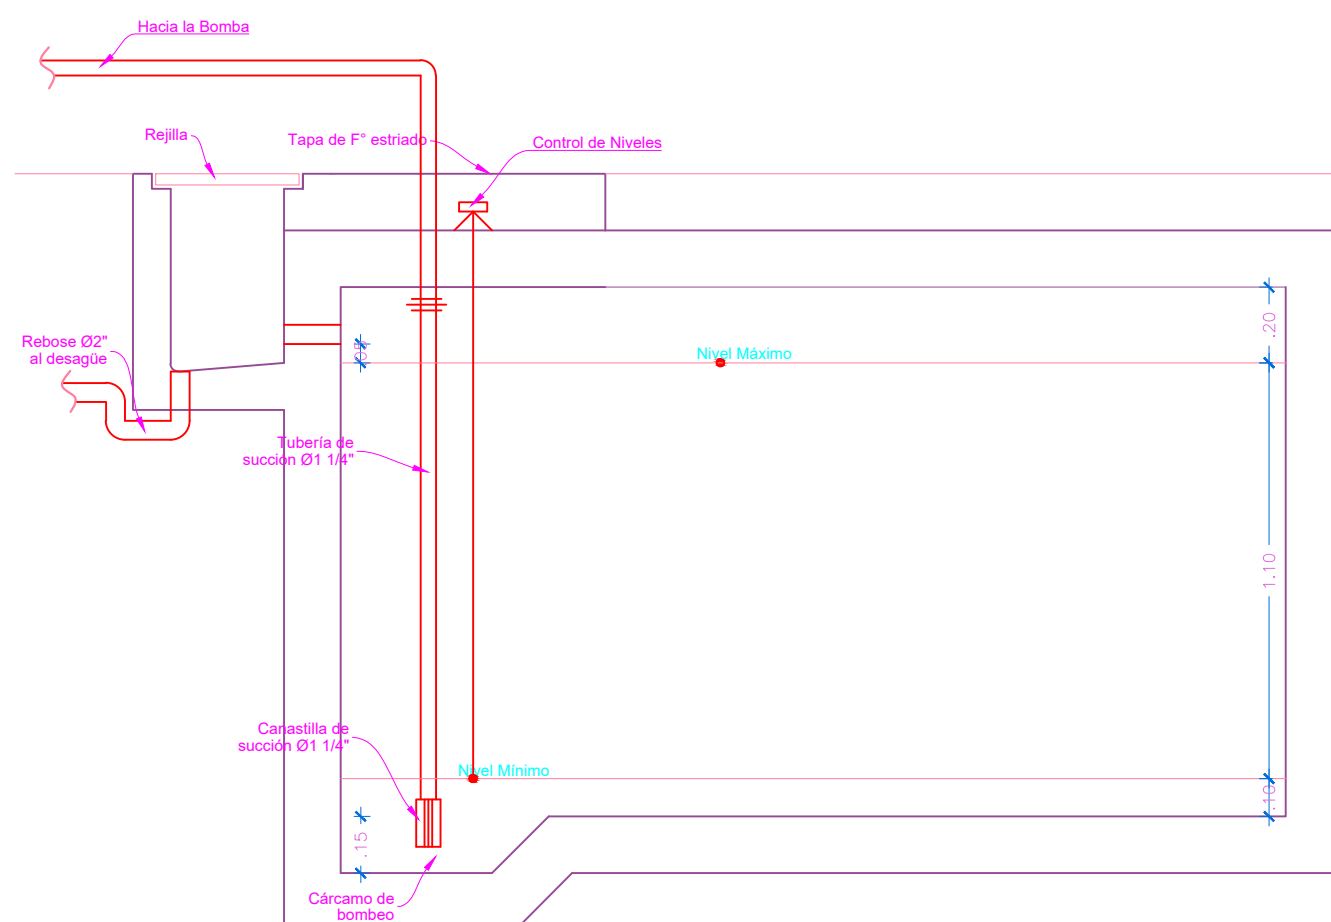 Hacia la Bomba
Rejilla
Tapa de F° estriado
Control de Niveles
.20
Rebose Ø2"
al desagüe
.05
Nivel Máximo
Tubería de
succión Ø1 1/4"
1.10
Canastilla de
succión Ø1 1/4"
Nivel Mínimo
.10
.15
Cárcamo de
bombeo